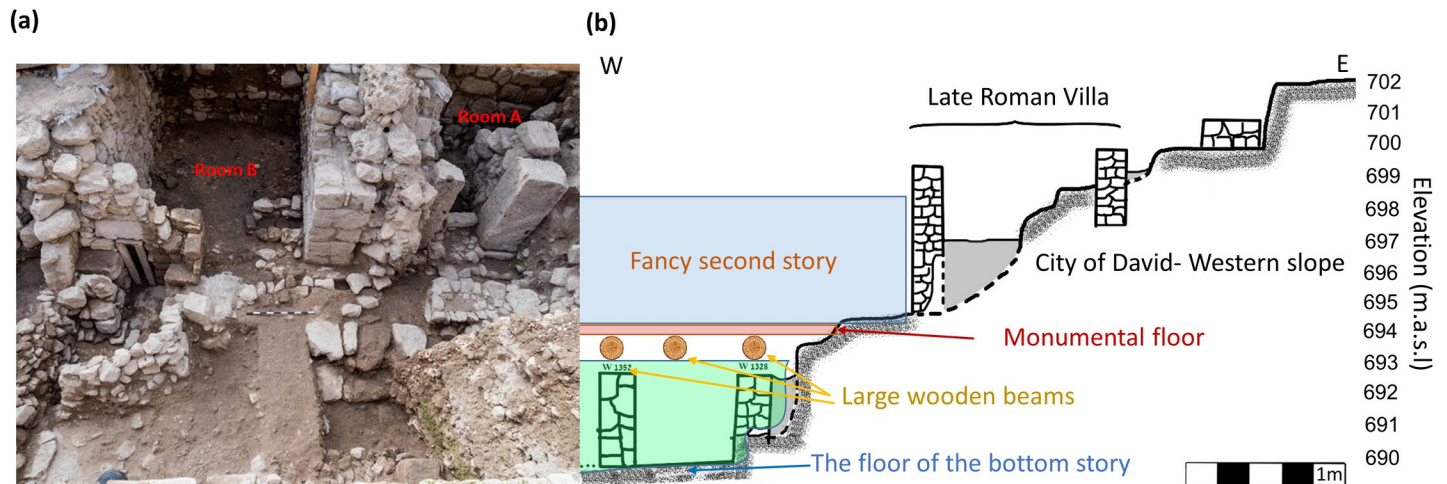 (a)
(b)
Room A
Room B
W
E
Late Roman Villa
702
701
700
699
698
697
696
695
694
693
692
691
690
Elevation (m.a.s.l)
Fancy second story
City of David- Western slope
Monumental floor
W 1352
W 1328
Large wooden beams
The floor of the bottom story
1m